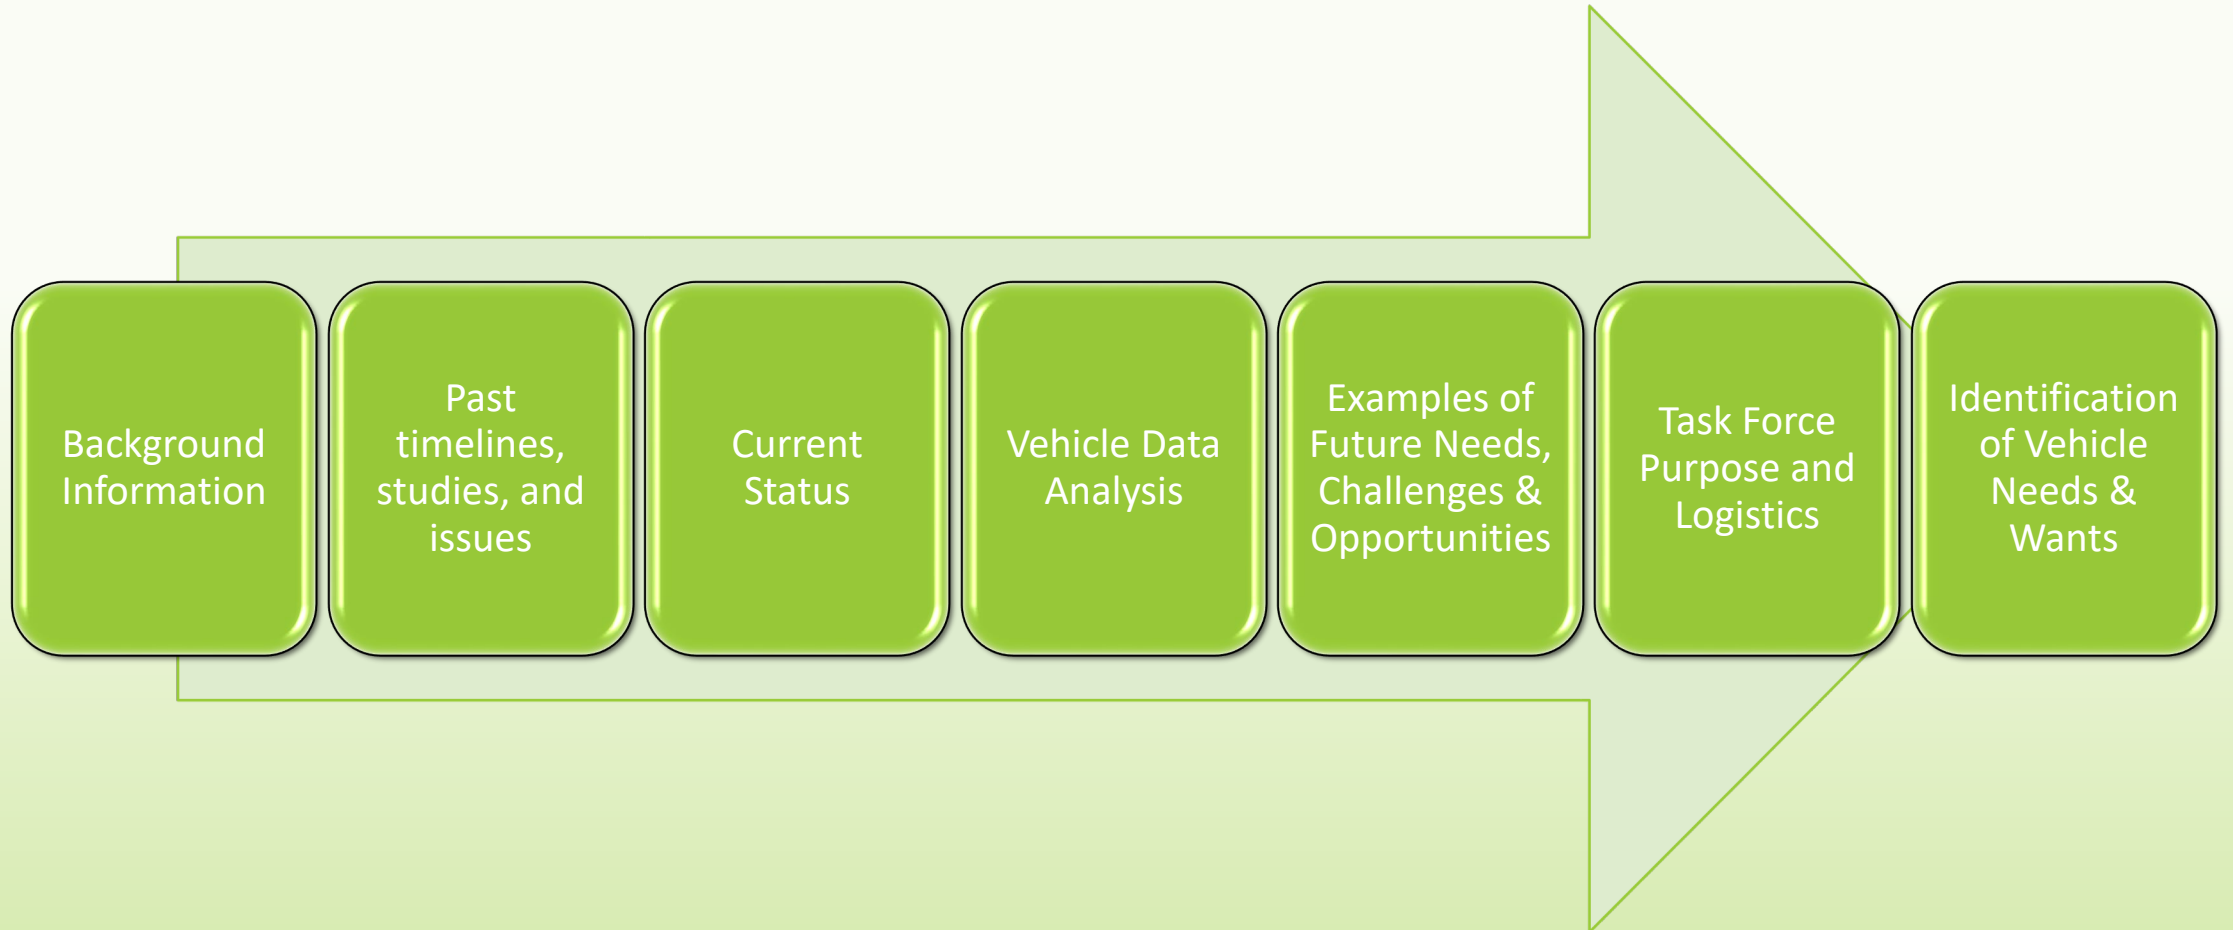 Background
Information
Past
timelines,
studies, and
issues
Current
Status
Vehicle Data
Analysis
Examples of
Future Needs,
Challenges &
Opportunities
Task Force
Purpose and
Logistics
Identification
of Vehicle
Needs &
Wants